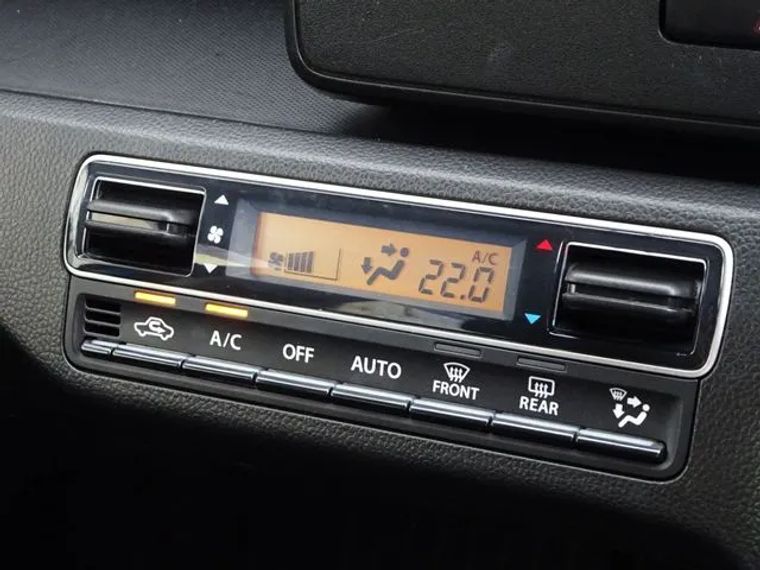 A/C
22.0
A/C
OFF
AUTO
FRONT
REAR